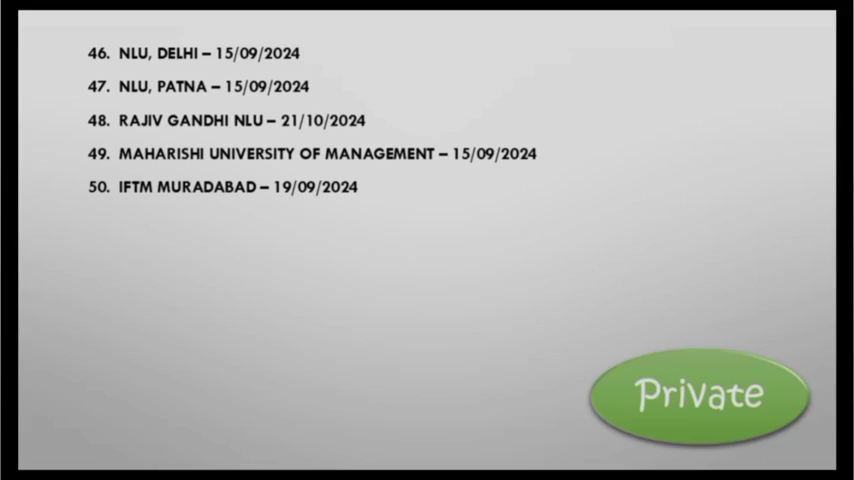 46. NLU, DELHI – 15/09/2024
47. NLU, PATNA – 15/09/2024
48. RAJIV GANDHI NLU – 21/10/2024
49. MAHARISHI UNIVERSITY OF MANAGEMENT – 15/09/2024
50. IFTM MURADABAD – 19/09/2024
Private